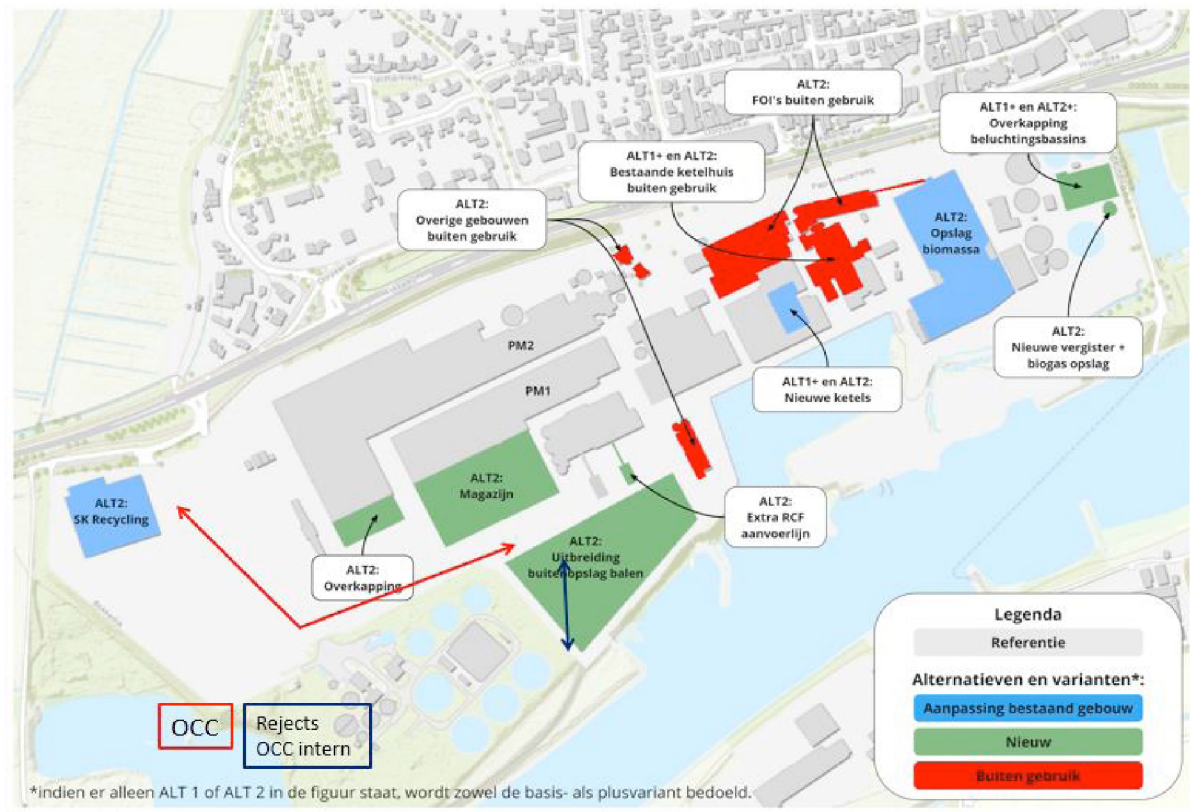 ALT2:
FOI's buiten gebruik
ALT1+ en ALT2+:
Overkapping
beluchtingsbassins
ALT1+ en ALT2:
Bestaande ketelhuis
buiten gebruik
ALT2:
Overige gebouwen
buiten gebruik
ALT2:
Opslag
biomassa
ALT2:
Nieuwe vergister +
biogas opslag
PM2
PM1
ALT1+ en ALT2:
Nieuwe ketels
ALT2:
Magazijn
ALT2:
SK Recycling
ALT2:
Extra RCF
aanvoerlijn
ALT2:
Uitbreiding
buitenopslag balen
ALT2:
Overkapping
Legenda
Referentie
Alternatieven en varianten*:
Aanpassing bestaand gebouw
Nieuw
Buiten gebruik
OCC
Rejects
OCC intern
*indien er alleen ALT 1 of ALT 2 in de figuur staat, wordt zowel de basis- als plusvariant bedoeld.